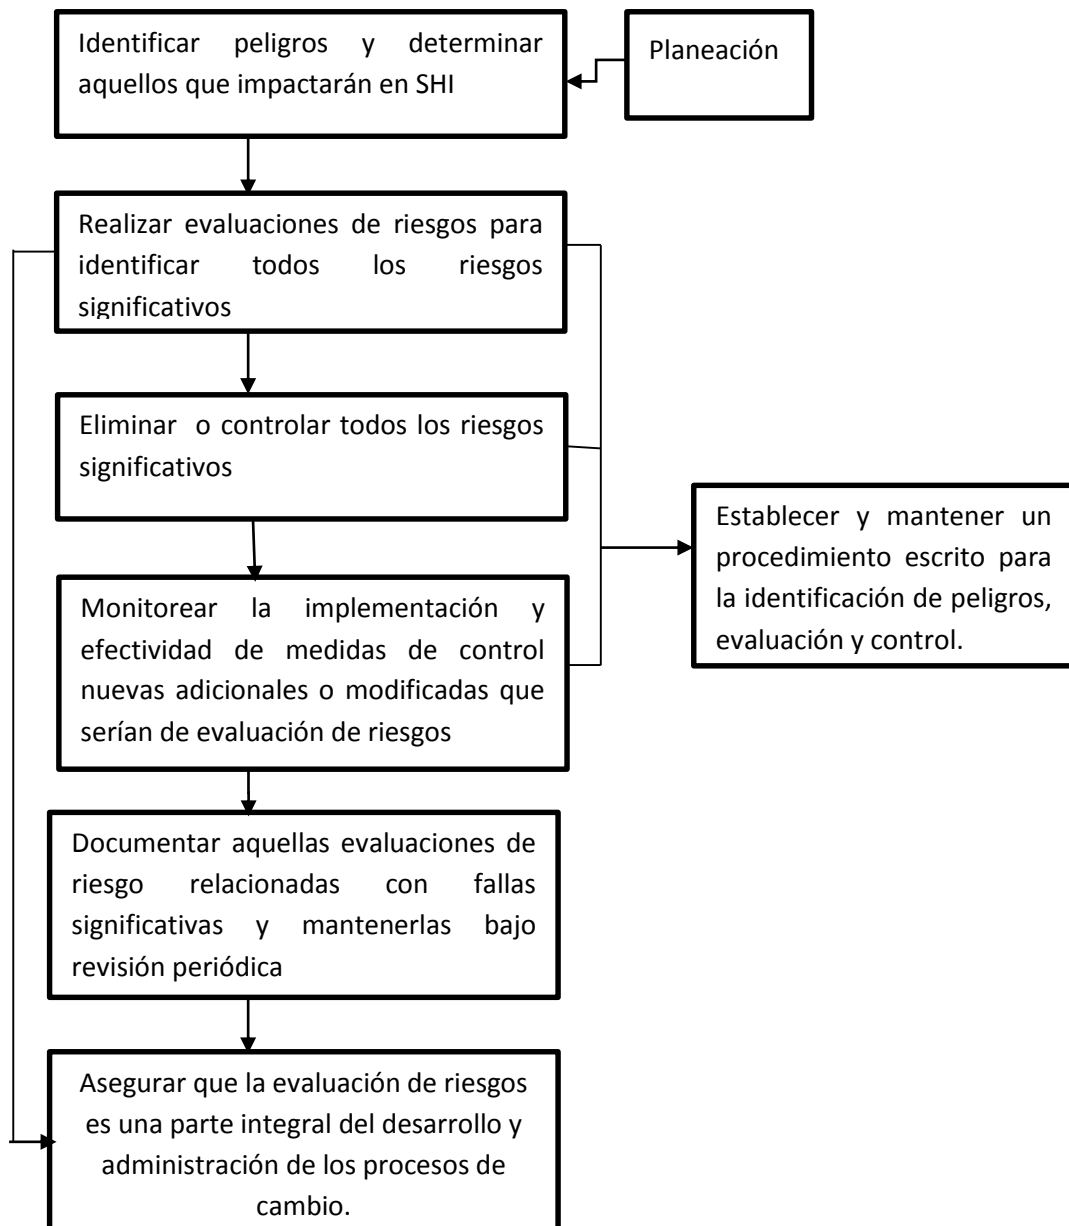 Identificar peligros y determinar
aquellos que impactarán en SHI
Planeación
Realizar evaluaciones de riesgos para
identificar todos los riesgos
significativos
Eliminar o controlar todos los riesgos
significativos
Establecer y mantener un
procedimiento escrito para
la identificación de peligros,
evaluación y control.
Monitorear la implementación y
efectividad de medidas de control
nuevas adicionales o modificadas que
serían de evaluación de riesgos
Documentar aquellas evaluaciones de
riesgo relacionadas con fallas
significativas y mantenerlas bajo
revisión periódica
Asegurar que la evaluación de riesgos
es una parte integral del desarrollo y
administración de los procesos de
cambio.